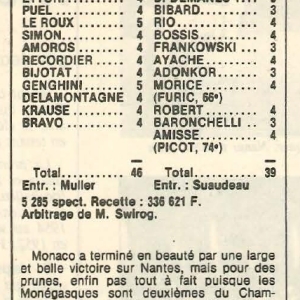 PUEL............ 4 BIBARD......... 3
LE ROUX...... 5 RIO............... 4
SIMON.......... 4 BOSSIS......... 4
AMOROS...... 4 FRANKOWSKI ... 3
RECORDIER .. 4 AYACHE........ 4
BIJOTAT........ 4 ADONKOR...... 3
GENGHINI..... 5 MORICE........ 4
DELAMONTAGNE 4 (FURIC, 66e)
KRAUSE........ 4 ROBERT........ 4
BRAVO.......... 4 BARONCHELLI . 3
AMISSE......... 4
(PICOT, 74e)
Total.......... 46 Total.......... 39
Entr. : Muller Entr. : Suaudeau
5 285 spect. Recette : 336 621 F.
Arbitrage de M. Swirog.
Monaco a terminé en beauté par une large
et belle victoire sur Nantes, mais pour des
prunes, enfin pas tout à fait puisque les
Monégasques sont deuxièmes du Cham-